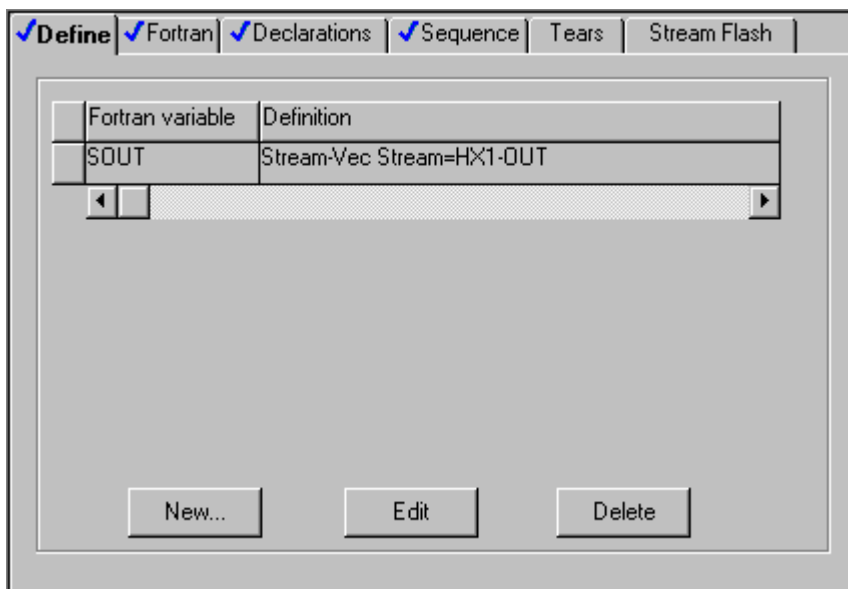 Define Fortran Declarations Sequence Tears Stream Flash
Fortran variable Definition
SOUT Stream-Vec Stream=HX1-OUT
New... Edit Delete